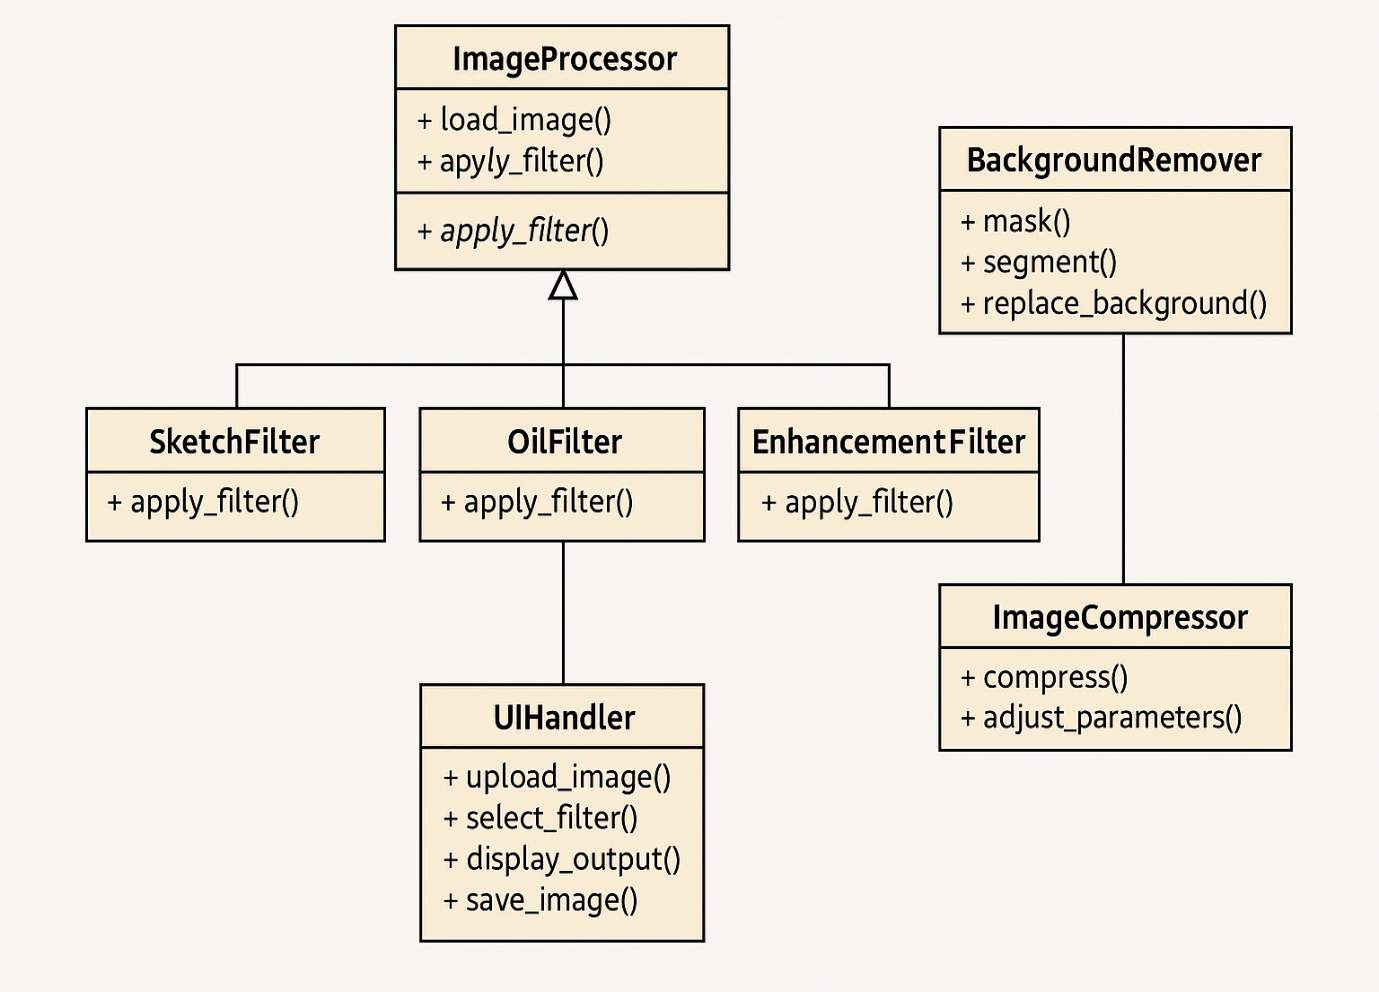 ImageProcessor
+ load_image()
+ apyly_filter()
+ apply_filter()
BackgroundRemover
+ mask()
+ segment()
+ replace_background()
SketchFilter
+ apply_filter()
OilFilter
+ apply_filter()
EnhancementFilter
+ apply_filter()
ImageCompressor
+ compress()
+ adjust_parameters()
UIHandler
+ upload_image()
+ select_filter()
+ display_output()
+ save_image()